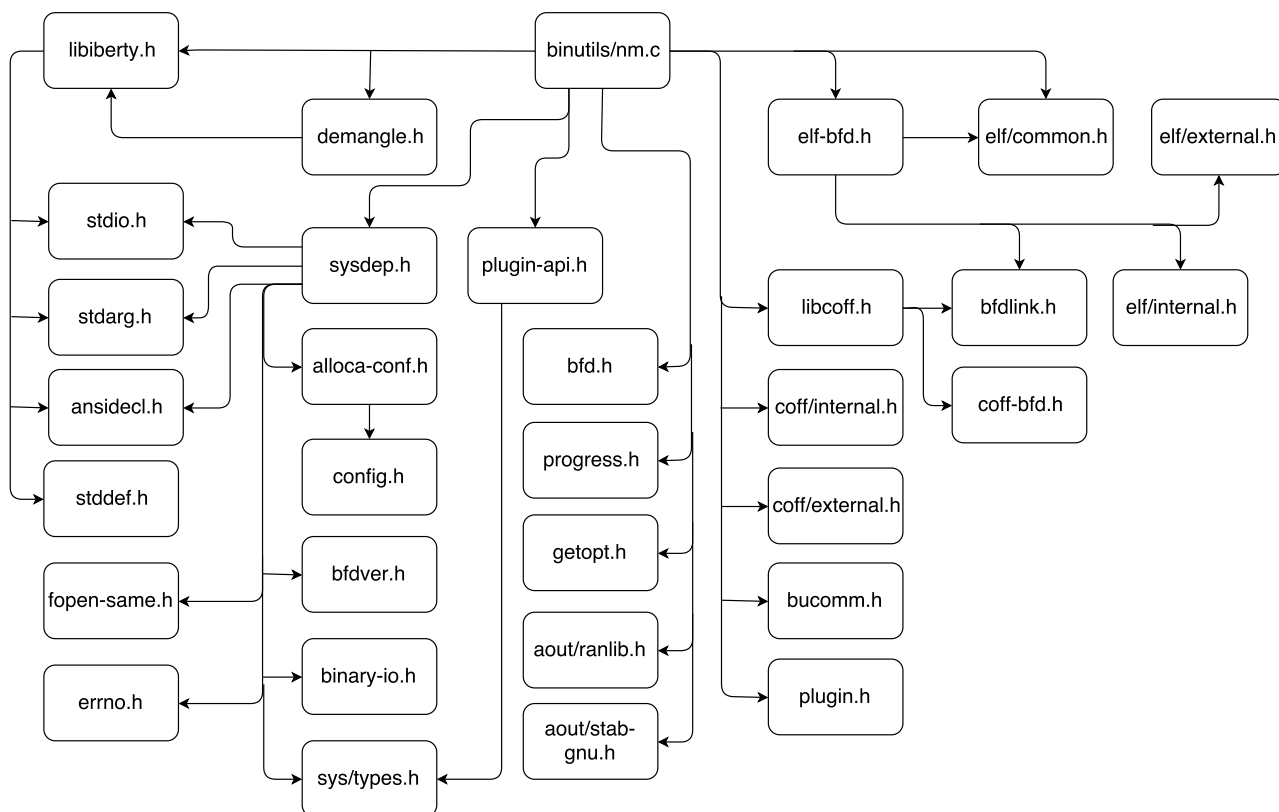 libiberty.h
binutils/nm.c
demangle.h
elf-bfd.h
elf/common.h
elf/external.h
stdio.h
sysdep.h
plugin-api.h
stdarg.h
libcoff.h
bfdlink.h
elf/internal.h
alloca-conf.h
bfd.h
ansidecl.h
coff/internal.h
coff-bfd.h
config.h
progress.h
stddef.h
coff/external.h
getopt.h
fopen-same.h
bfdver.h
bucomm.h
aout/ranlib.h
errno.h
binary-io.h
plugin.h
aout/stab-
gnu.h
sys/types.h